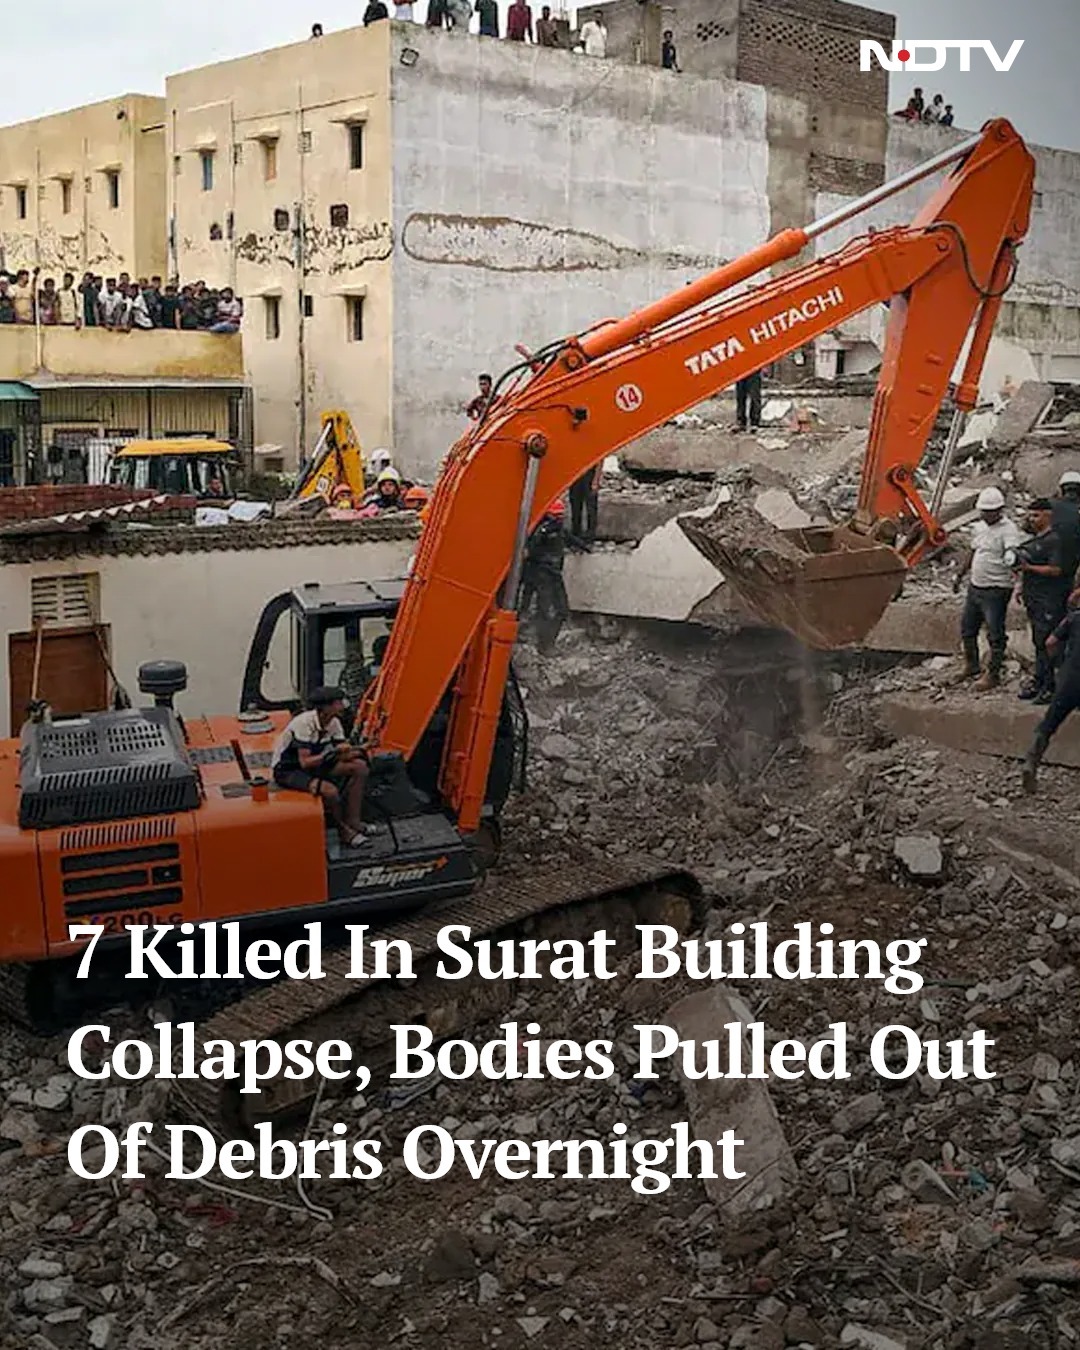 NDTV
TATA HITACHI
14
Super
7 Killed In Surat Building
Collapse, Bodies Pulled Out
Of Debris Overnight